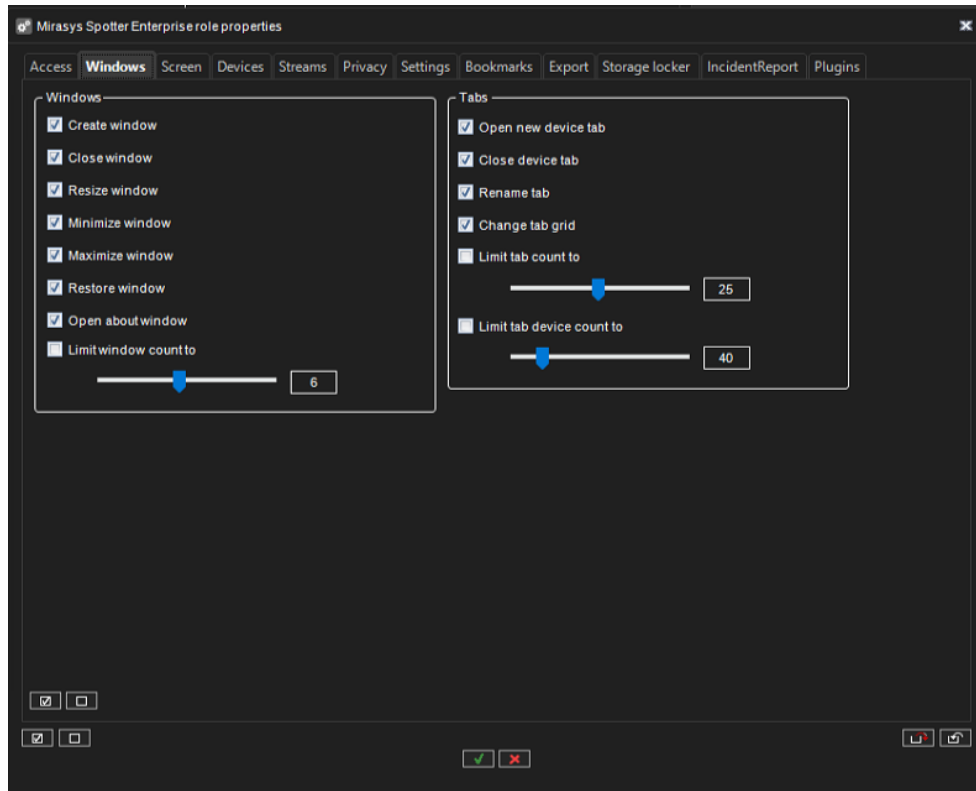 Mirasys Spotter Enterprise role properties
Access Windows Screen Devices Streams Privacy Settings Bookmarks Export Storage locker IncidentReport Plugins
Windows
Create window
Close window
Resize window
Minimize window
Maximize window
Restore window
Open about window
Limit window count to
6
Tabs
Open new device tab
Close device tab
Rename tab
Change tab grid
Limit tab count to
25
Limit tab device count to
40